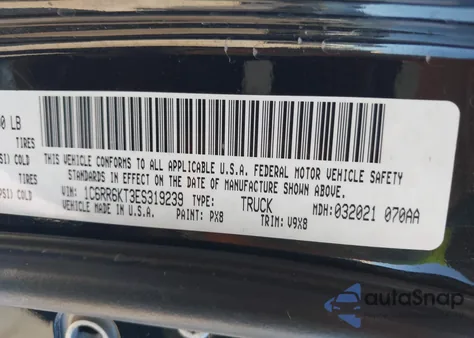 0 LB
TIRES
SI) COLD
TIRES
PSI) COLD
THIS VEHICLE CONFORMS TO ALL APPLICABLE U.S.A. FEDERAL MOTOR VEHICLE SAFETY
STANDARDS IN EFFECT ON THE DATE OF MANUFACTURE SHOWN ABOVE.
VIN: 1C6RR6KT3ES319239 TYPE: TRUCK MDH: 032021 070AA
VEHICLE MADE IN U.S.A. PAINT: PX8 TRIM: V9X8
autoSnap